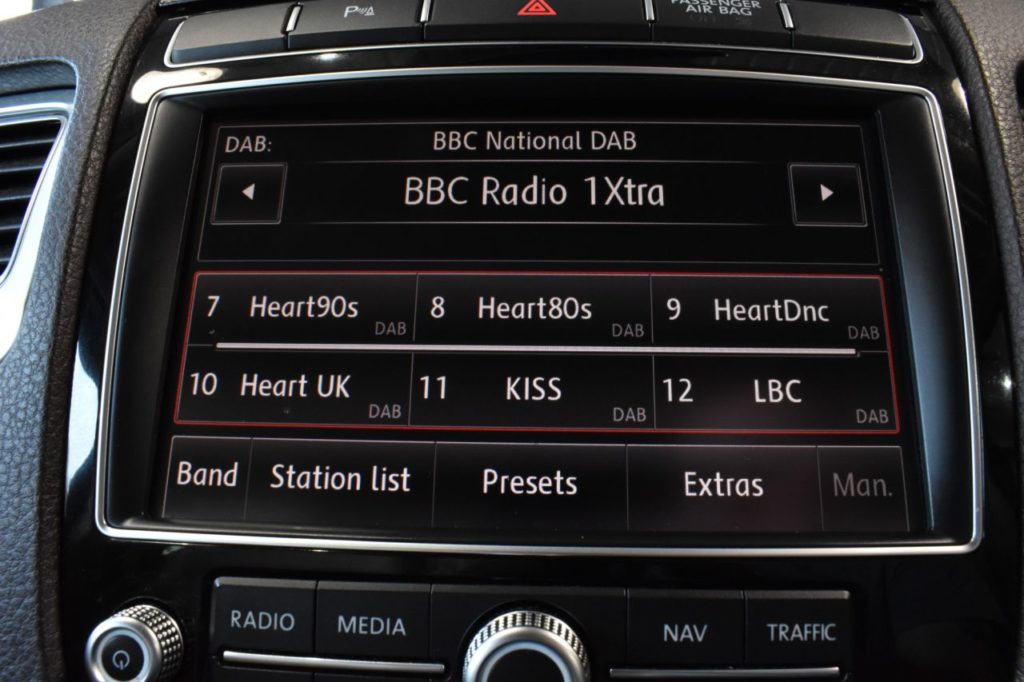 P
PASSENGER
AIR BAG
DAB: BBC National DAB
BBC Radio 1Xtra
7 Heart90s DAB 8 Heart80s DAB 9 HeartDnc DAB
10 Heart UK DAB 11 KISS DAB 12 LBC DAB
Band Station list Presets Extras Man.
RADIO MEDIA NAV TRAFFIC